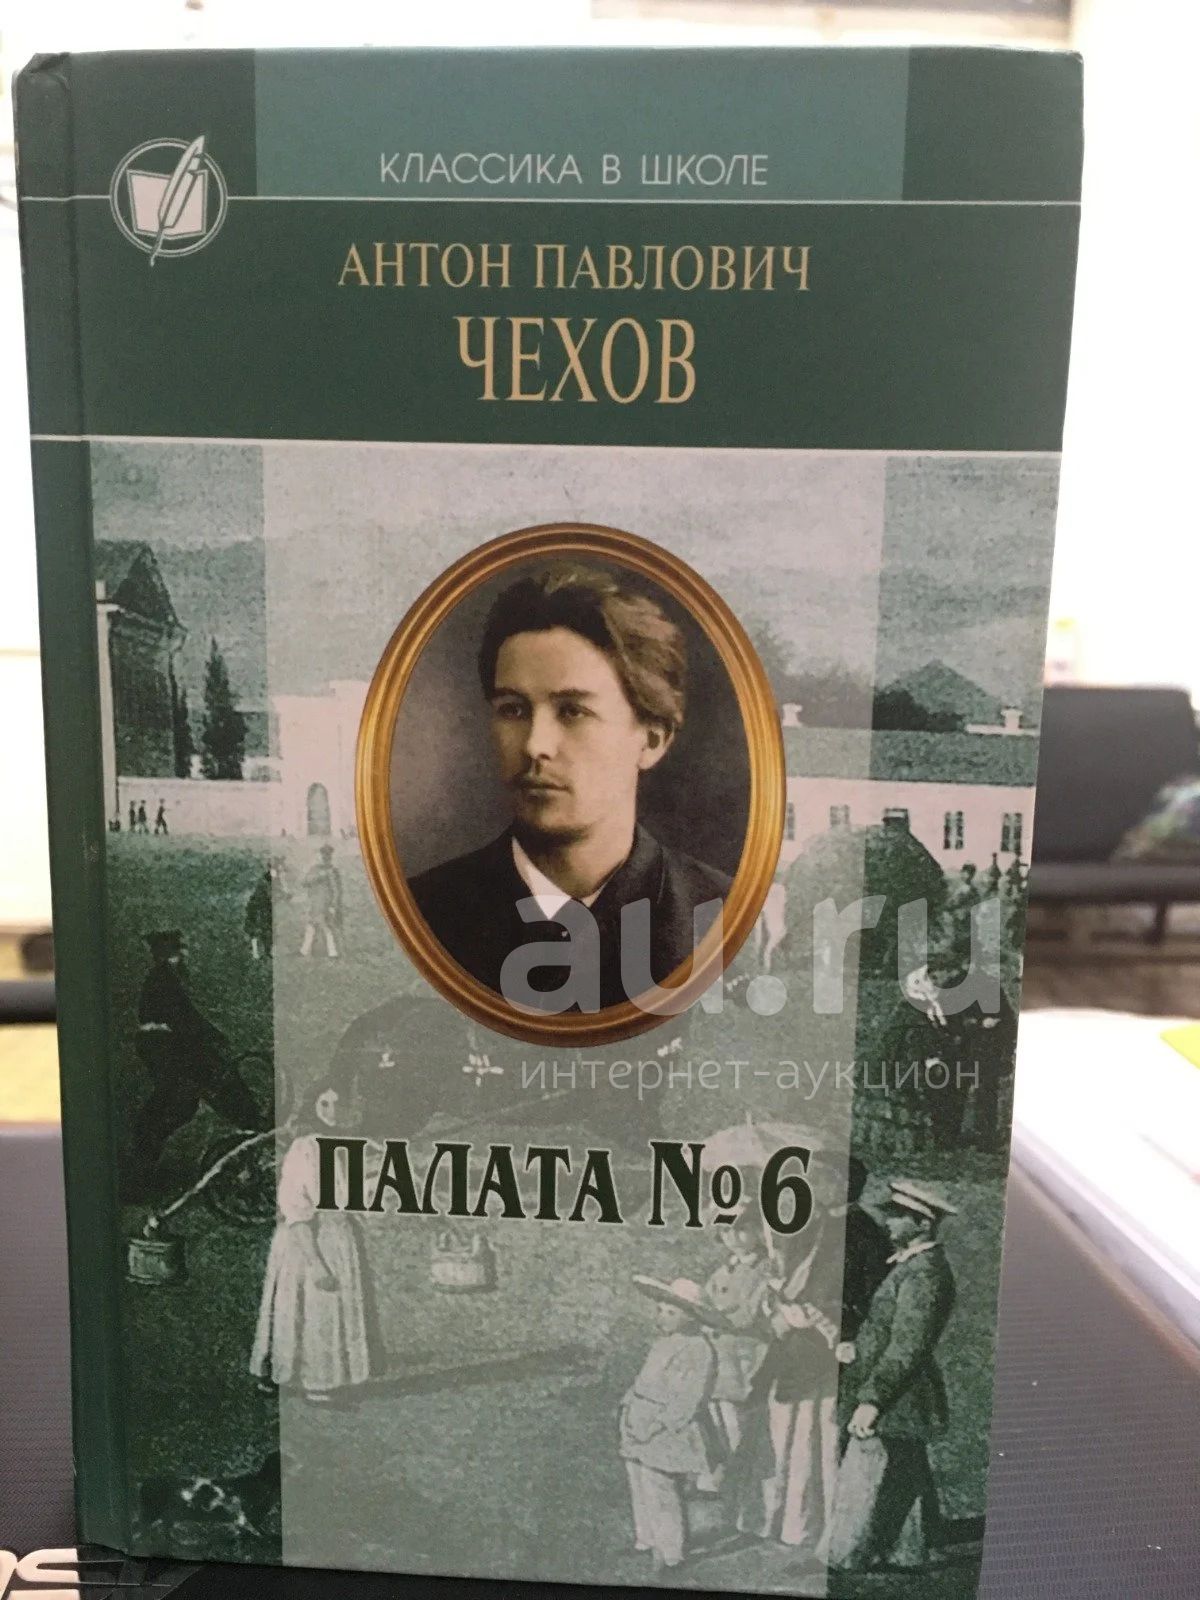 КЛАССИКА В ШКОЛЕ
АНТОН ПАВЛОВИЧ
ЧЕХОВ
au.ru
интернет-аукцион
ПАЛАТА № 6